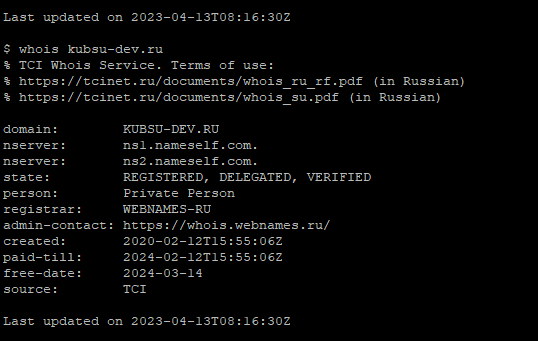 Last updated on 2023-04-13T08:16:30Z
$ whois kubsu-dev.ru
% TCI Whois Service. Terms of use:
% https://tcinet.ru/documents/whois_ru_rf.pdf (in Russian)
% https://tcinet.ru/documents/whois_su.pdf (in Russian)
domain: KUBSU-DEV.RU
nserver: ns1.nameself.com.
nserver: ns2.nameself.com.
state: REGISTERED, DELEGATED, VERIFIED
person: Private Person
registrar: WEBNAMES-RU
admin-contact: https://whois.webnames.ru/
created: 2020-02-12T15:55:06Z
paid-till: 2024-02-12T15:55:06Z
free-date: 2024-03-14
source: TCI
Last updated on 2023-04-13T08:16:30Z